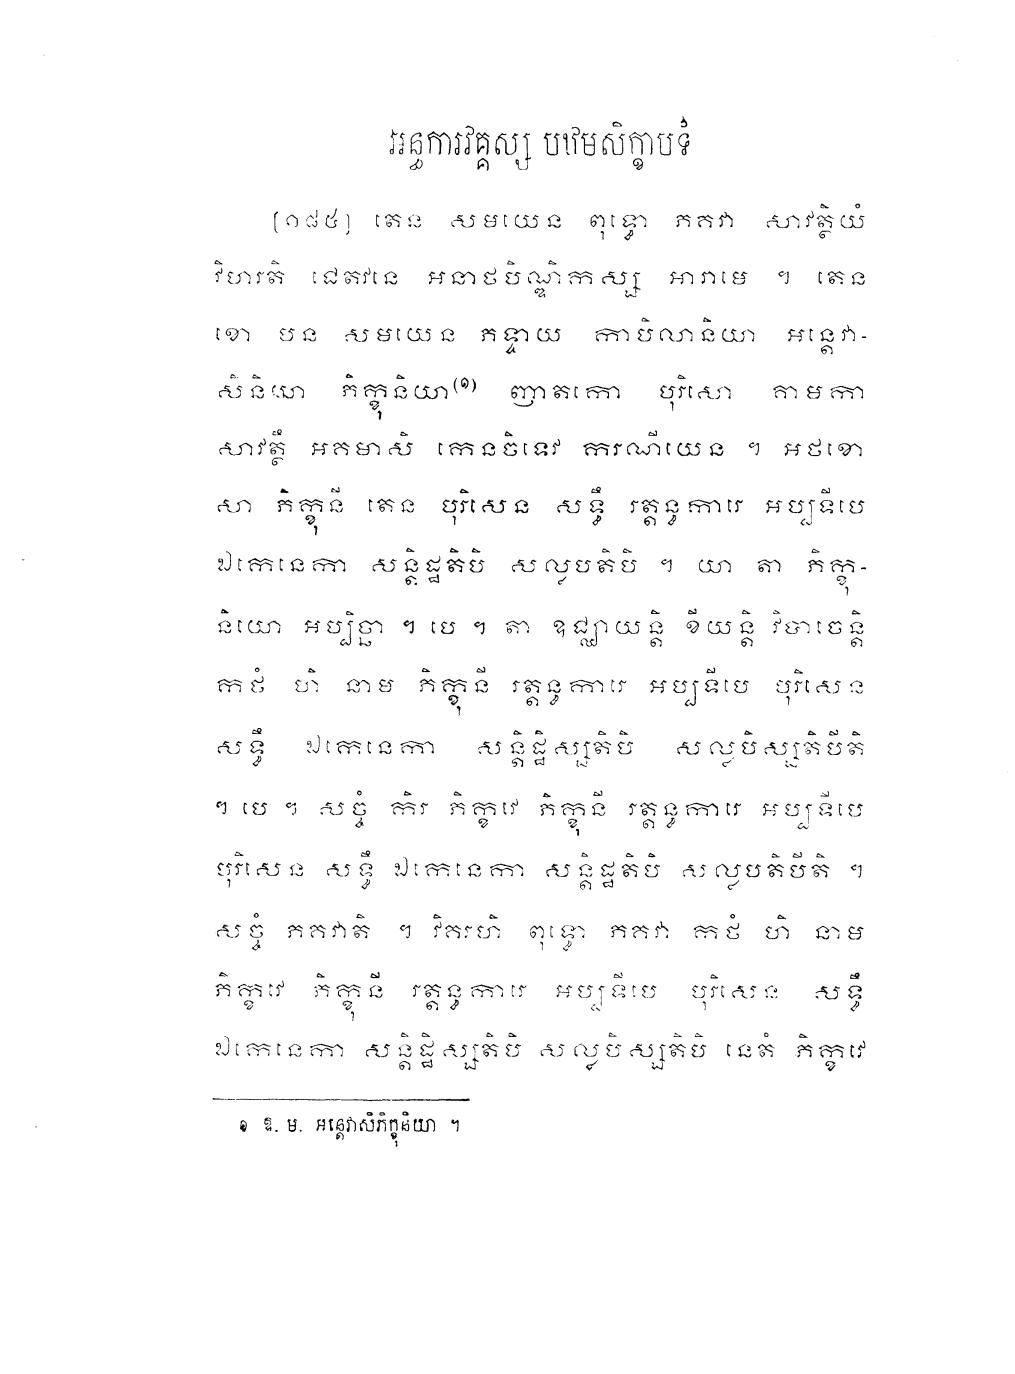 អន្ធការវគ្គស្ស បឋមសិក្ខាបទំ
[១៨៥] តេន សមយេន ពុទ្ធោ ភគវា សាវត្ថិយំ
វិហរតិ ជេតវនេ អនាថបិណ្ឌិកស្ស អារាមេ ។ តេន
ខោ បន សមយេន ភទ្ទាយ កាបិលានិយា អន្តេវា-
សិនិយា ភិក្ខុនិយា(១) ញាតកោ បុរិសោ គាមកា
សាវត្ថឹ អគមាសិ កេនចិទេវ ករណីយេន ។ អថខោ
សា ភិក្ខុនី តេន បុរិសេន សទ្ធឹ រត្តន្ធការេ អប្បទីបេ
ឯកេនេកា សន្តិដ្ឋតិបិ សល្លបតិបិ ។ យា តា ភិក្ខុ-
និយោ អប្បិច្ឆា ។ បេ ។ តា ឧជ្ឈាយន្តិ ខីយន្តិ វិបាចេន្តិ
កថំ ហិ នាម ភិក្ខុនី រត្តន្ធការេ អប្បទីបេ បុរិសេន
សទ្ធឹ ឯកេនេកា សន្តិដ្ឋិស្សតិបិ សល្លបិស្សតិបីតិ
។ បេ ។ សច្ចំ កិរ ភិក្ខវេ ភិក្ខុនី រត្តន្ធការេ អប្បទីបេ
បុរិសេន សទ្ធឹ ឯកេនេកា សន្តិដ្ឋតិបិ សល្លបតិបីតិ ។
សច្ចំ ភគវាតិ ។ វិគរហិ ពុទ្ធោ ភគវា កថំ ហិ នាម
ភិក្ខវេ ភិក្ខុនី រត្តន្ធការេ អប្បទីបេ បុរិសេន សទ្ធឹ
ឯកេនេកា សន្តិដ្ឋិស្សតិបិ សល្លបិស្សតិបិ នេតំ ភិក្ខវេ
១ ឱ. ម. អន្តេវាសិភិក្ខុនិយា ។